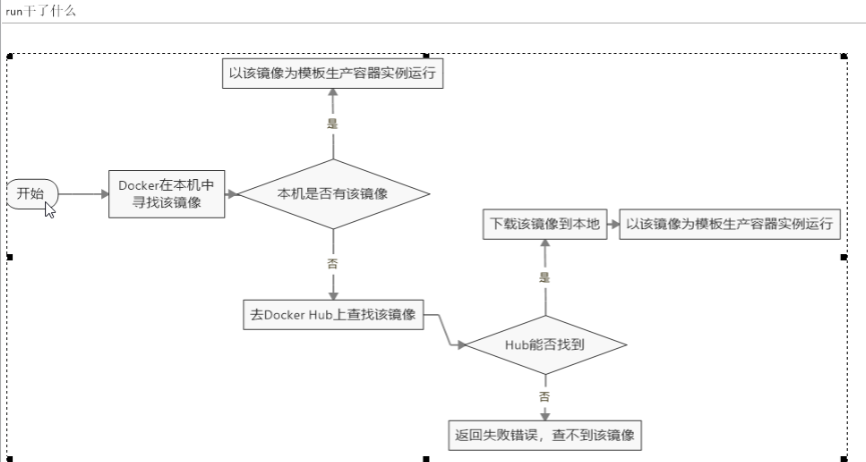 run干了什么
以该镜像为模板生产容器实例运行
是
开始
Docker在本机中
寻找该镜像
本机是否有该镜像
下载该镜像到本地
以该镜像为模板生产容器实例运行
否
是
去Docker Hub上查找该镜像
Hub能否找到
否
返回失败错误，查不到该镜像